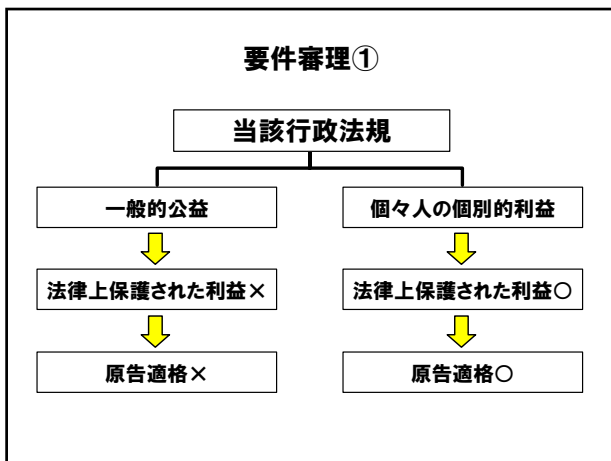 要件審理①
当該行政法規
一般的公益
個々人の個別的利益
法律上保護された利益×
法律上保護された利益○
原告適格×
原告適格○